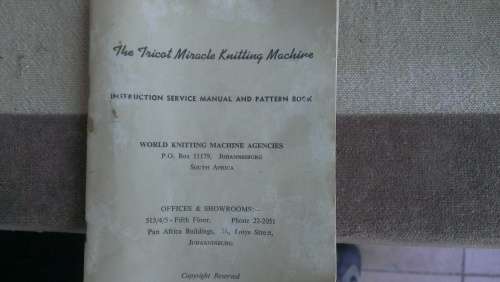 The Tricot Miracle Knitting Machine
INSTRUCTION SERVICE MANUAL AND PATTERN BOOK
WORLD KNITTING MACHINE AGENCIES
P.O. Box 11179, Johannesburg
South Africa
OFFICES & SHOWROOMS:—
513/4/5 - Fifth Floor, Phone 22-2051
Pan Africa Buildings, Troye Street,
Johannesburg
Copyright Reserved